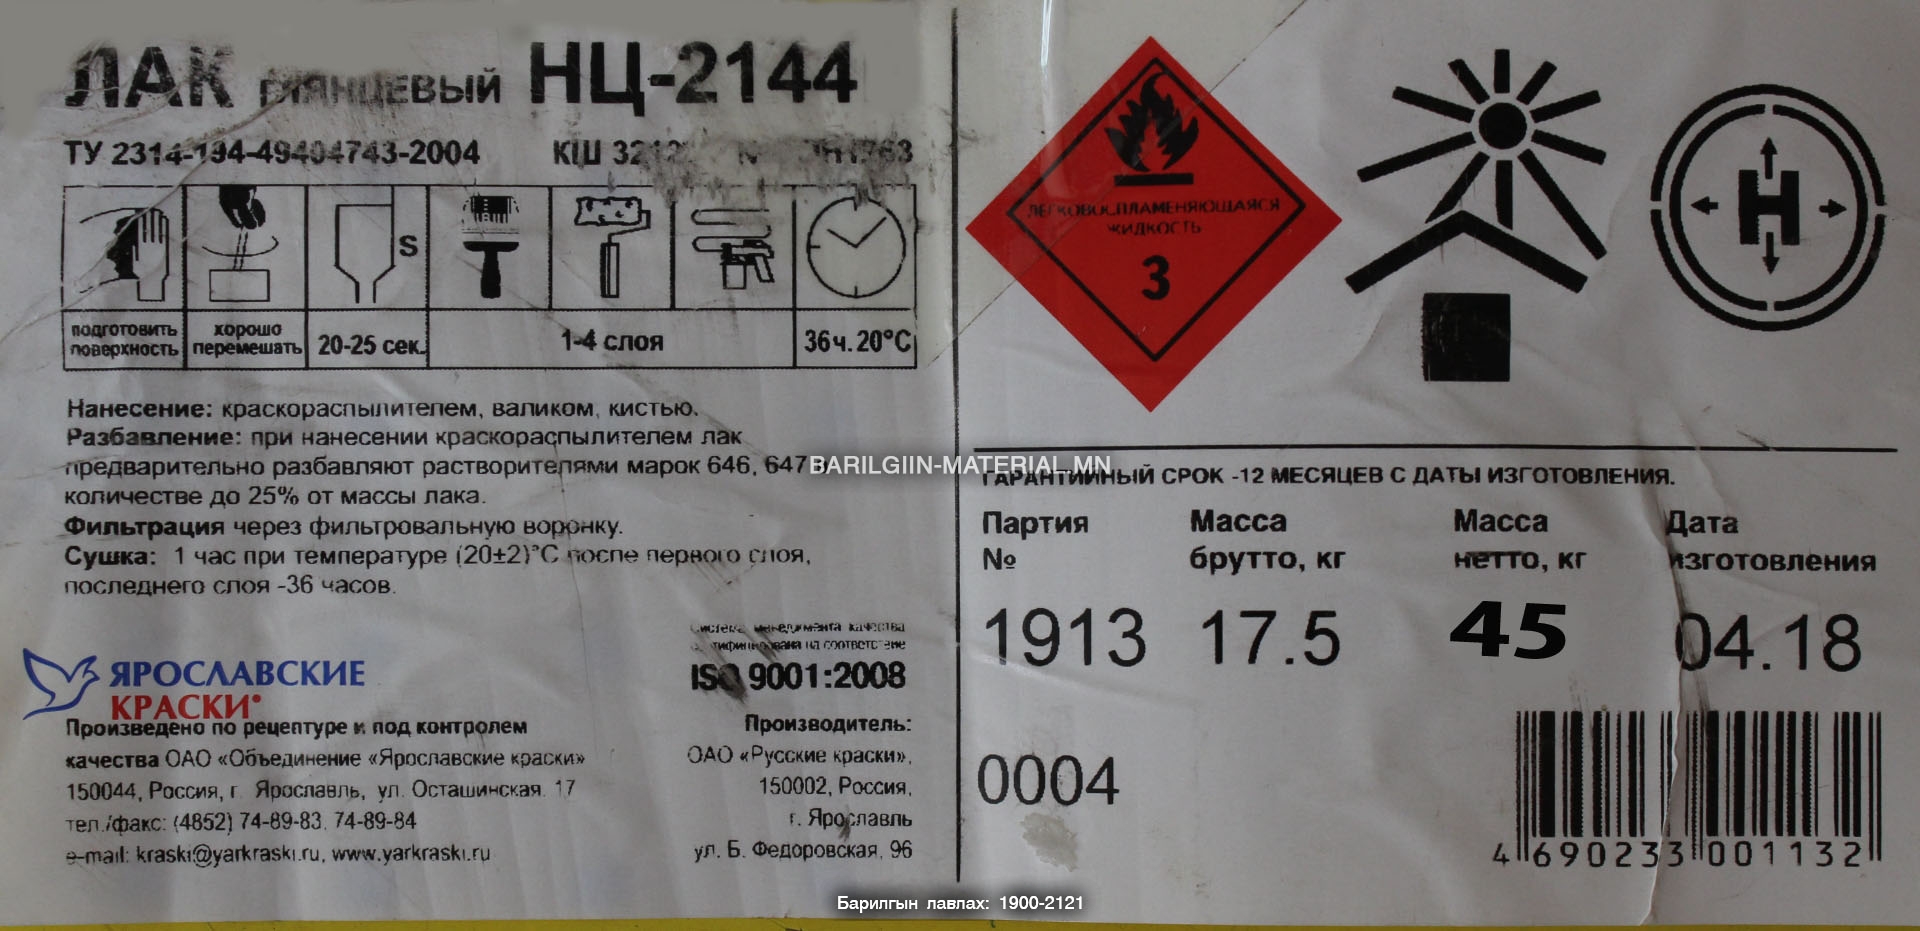 ЛАК глянцевый НЦ-2144
ТУ 2314-194-49404743-2004
S
подготовить поверхность
хорошо перемешать
20-25 сек.
1-4 слоя
36ч. 20°C
Нанесение: краскораспылителем, валиком, кистью.
Разбавление: при нанесении краскораспылителем лак
предварительно разбавляют растворителями марок 646, 647
количестве до 25% от массы лака.
Фильтрация через фильтровальную воронку.
Сушка: 1 час при температуре (20±2)°С после первого слоя,
последнего слоя -36 часов.
ЯРОСЛАВСКИЕ
КРАСКИ
Произведено по рецептуре и под контролем
качества ОАО «Объединение «Ярославские краски»
150044, Россия, г. Ярославль, ул. Осташинская. 17
тел./факс: (4852) 74-89-83, 74-89-84
e-mail: kraski@yarkraski.ru, www.yarkraski.ru
Система менеджмента качества
на соответствие
ISO 9001:2008
Производитель:
ОАО «Русские краски»,
150002, Россия,
г. Ярославль
ул. Б. Федоровская, 96
ЛЕГКОВОСПЛАМЕНЯЮЩАЯСЯ
ЖИДКОСТЬ
3
H
BARILGIIN-MATERIAL.MN
ГАРАНТИЙНЫЙ СРОК -12 МЕСЯЦЕВ С ДАТЫ ИЗГОТОВЛЕНИЯ.
Партия №
Масса брутто, кг
Масса нетто, кг
Дата изготовления
1913 17.5 45 04.18
0004
4 690233 001132
Барилгын лавлах: 1900-2121